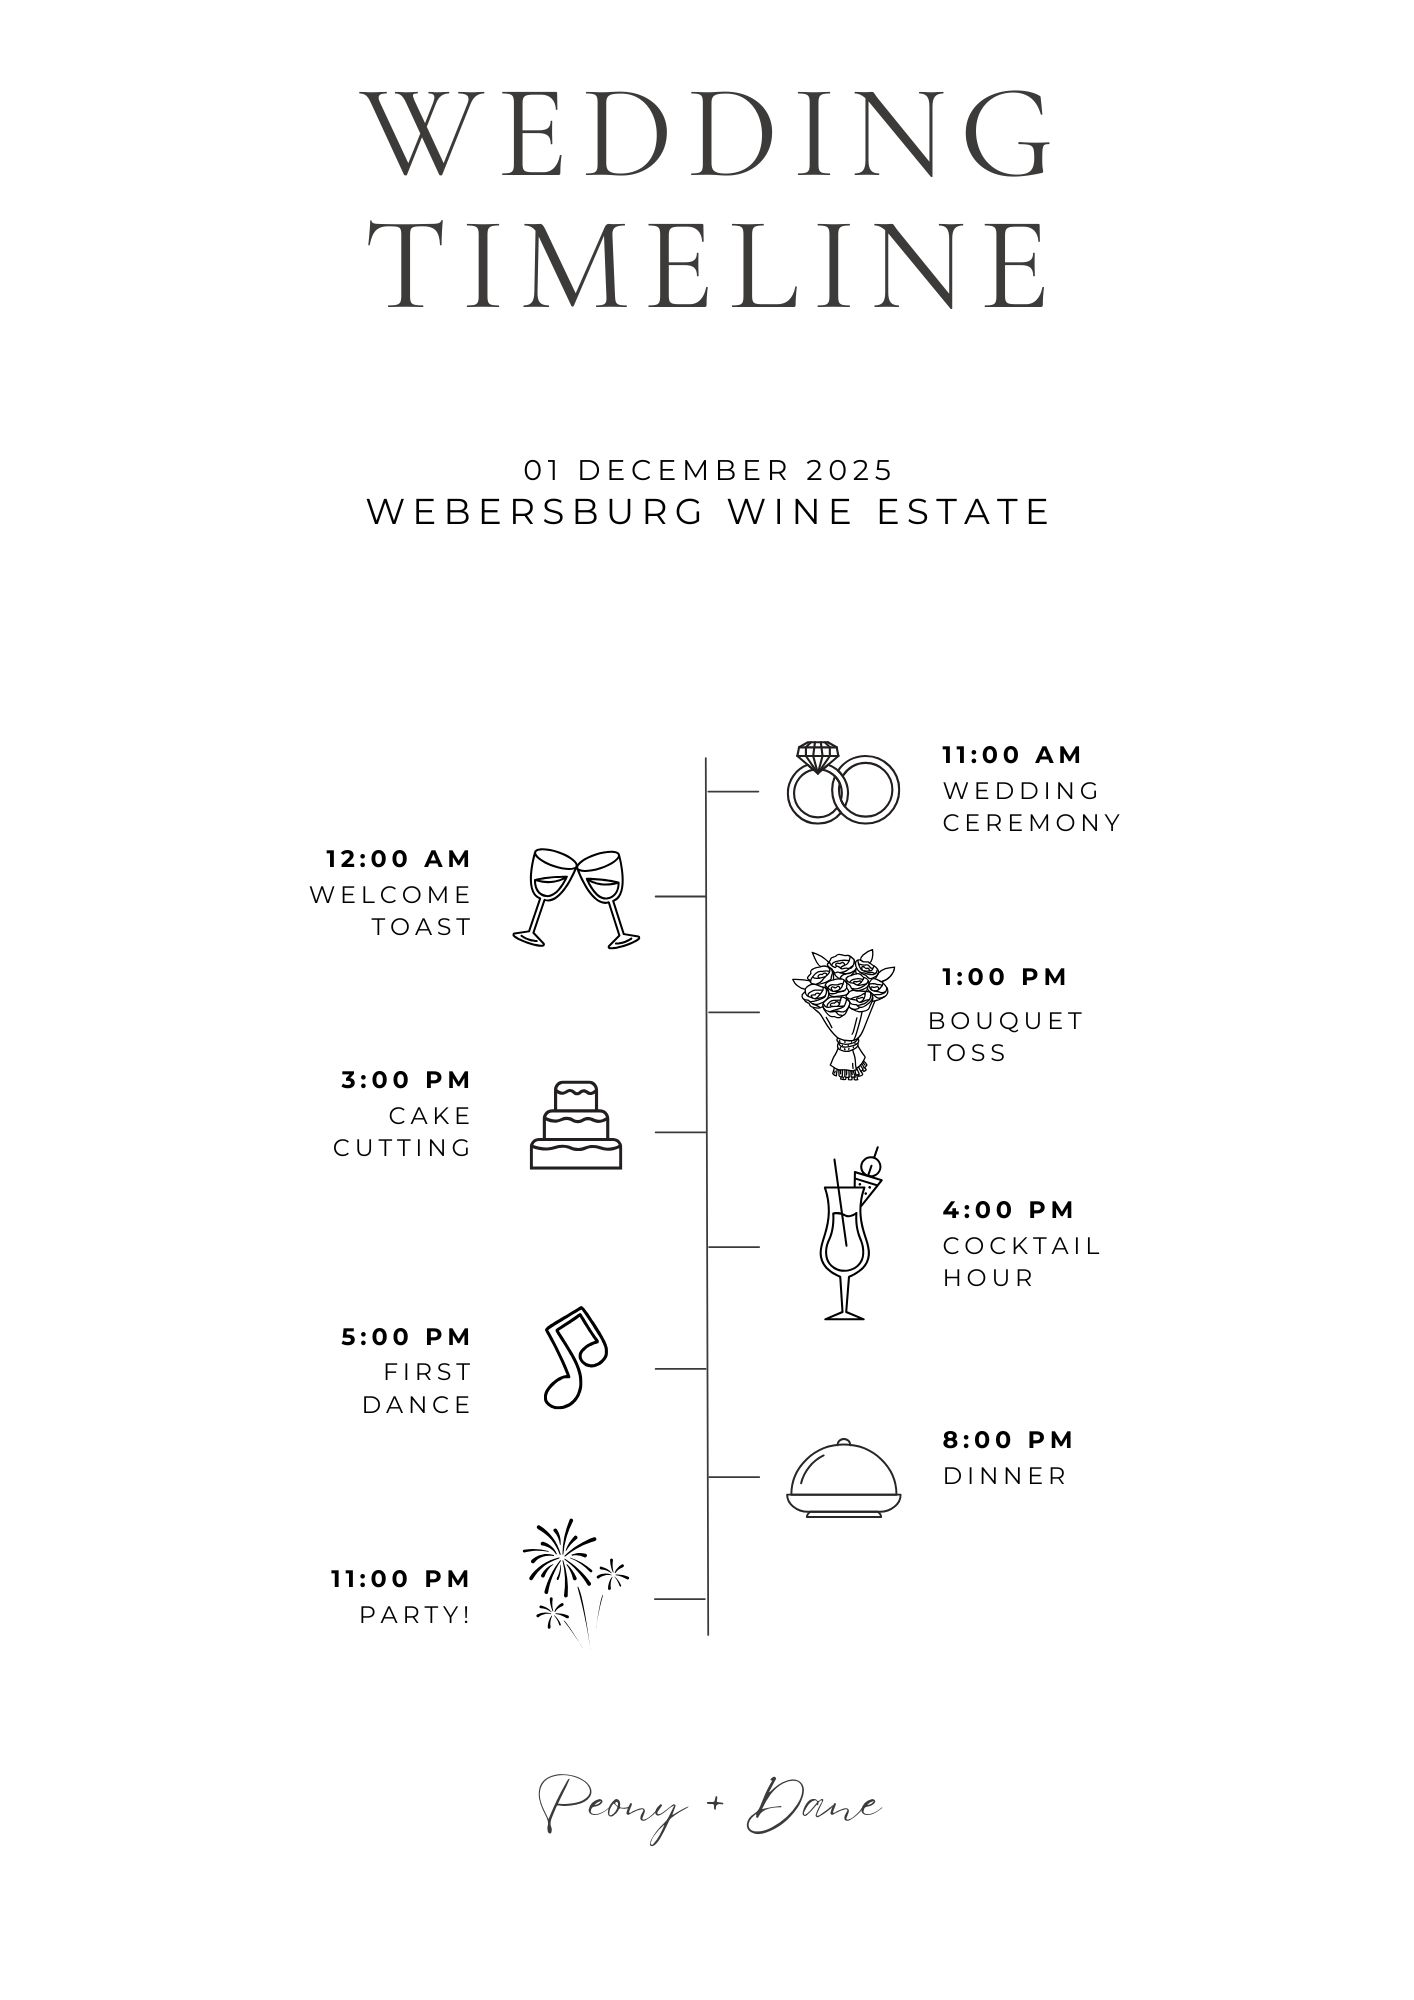 WEDDING
TIMELINE
01 DECEMBER 2025
WEBERSBURG WINE ESTATE
11:00 AM
WEDDING
CEREMONY
12:00 AM
WELCOME
TOAST
1:00 PM
BOUQUET
TOSS
3:00 PM
CAKE
CUTTING
4:00 PM
COCKTAIL
HOUR
5:00 PM
FIRST
DANCE
8:00 PM
DINNER
11:00 PM
PARTY!
Peony + Dane